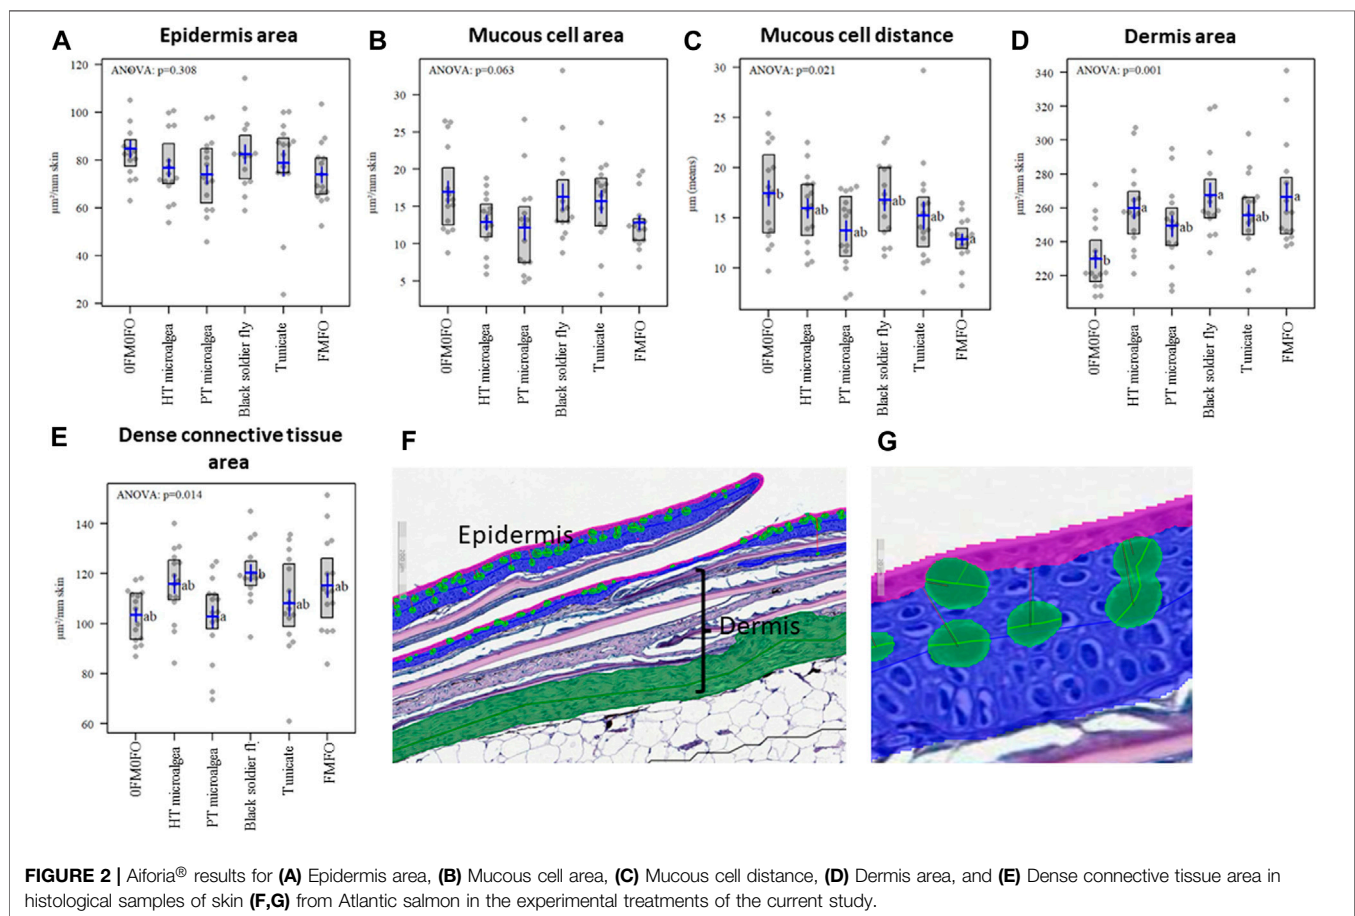 A Epidermis area
ANOVA: p=0.308
µm²/mm skin
120
100
80
60
40
20
0FM0FO
HT microalgea
PT microalgea
Black soldier fly
Tunicate
FMFO
B Mucous cell area
ANOVA: p=0.063
µm²/mm skin
30
25
20
15
10
5
0FM0FO
HT microalgea
PT microalgea
Black soldier fly
Tunicate
FMFO
C Mucous cell distance
ANOVA: p=0.021
µm (means)
30
25
20
15
10
b
ab
ab
ab
ab
a
0FM0FO
HT microalgea
PT microalgea
Black soldier fly
Tunicate
FMFO
D Dermis area
ANOVA: p=0.001
µm²/mm skin
340
320
300
280
260
240
220
b
a
ab
a
ab
a
0FM0FO
HT microalgea
PT microalgea
Black soldier fly
Tunicate
FMFO
E Dense connective tissue
area
ANOVA: p=0.014
µm²/mm skin
140
120
100
80
60
ab
ab
a
b
ab
ab
0FM0FO
HT microalgea
PT microalgea
Black soldier fl
Tunicate
FMFO
F
Epidermis
Dermis
G
FIGURE 2 | Aiforia® results for (A) Epidermis area, (B) Mucous cell area, (C) Mucous cell distance, (D) Dermis area, and (E) Dense connective tissue area in
histological samples of skin (F,G) from Atlantic salmon in the experimental treatments of the current study.